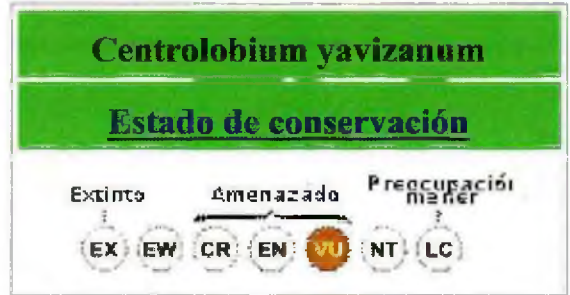 Centrolobium yavizanum
Estado de conservación
Extinto Amenazado Preocupación
menor
EX EW CR EN VU NT LC